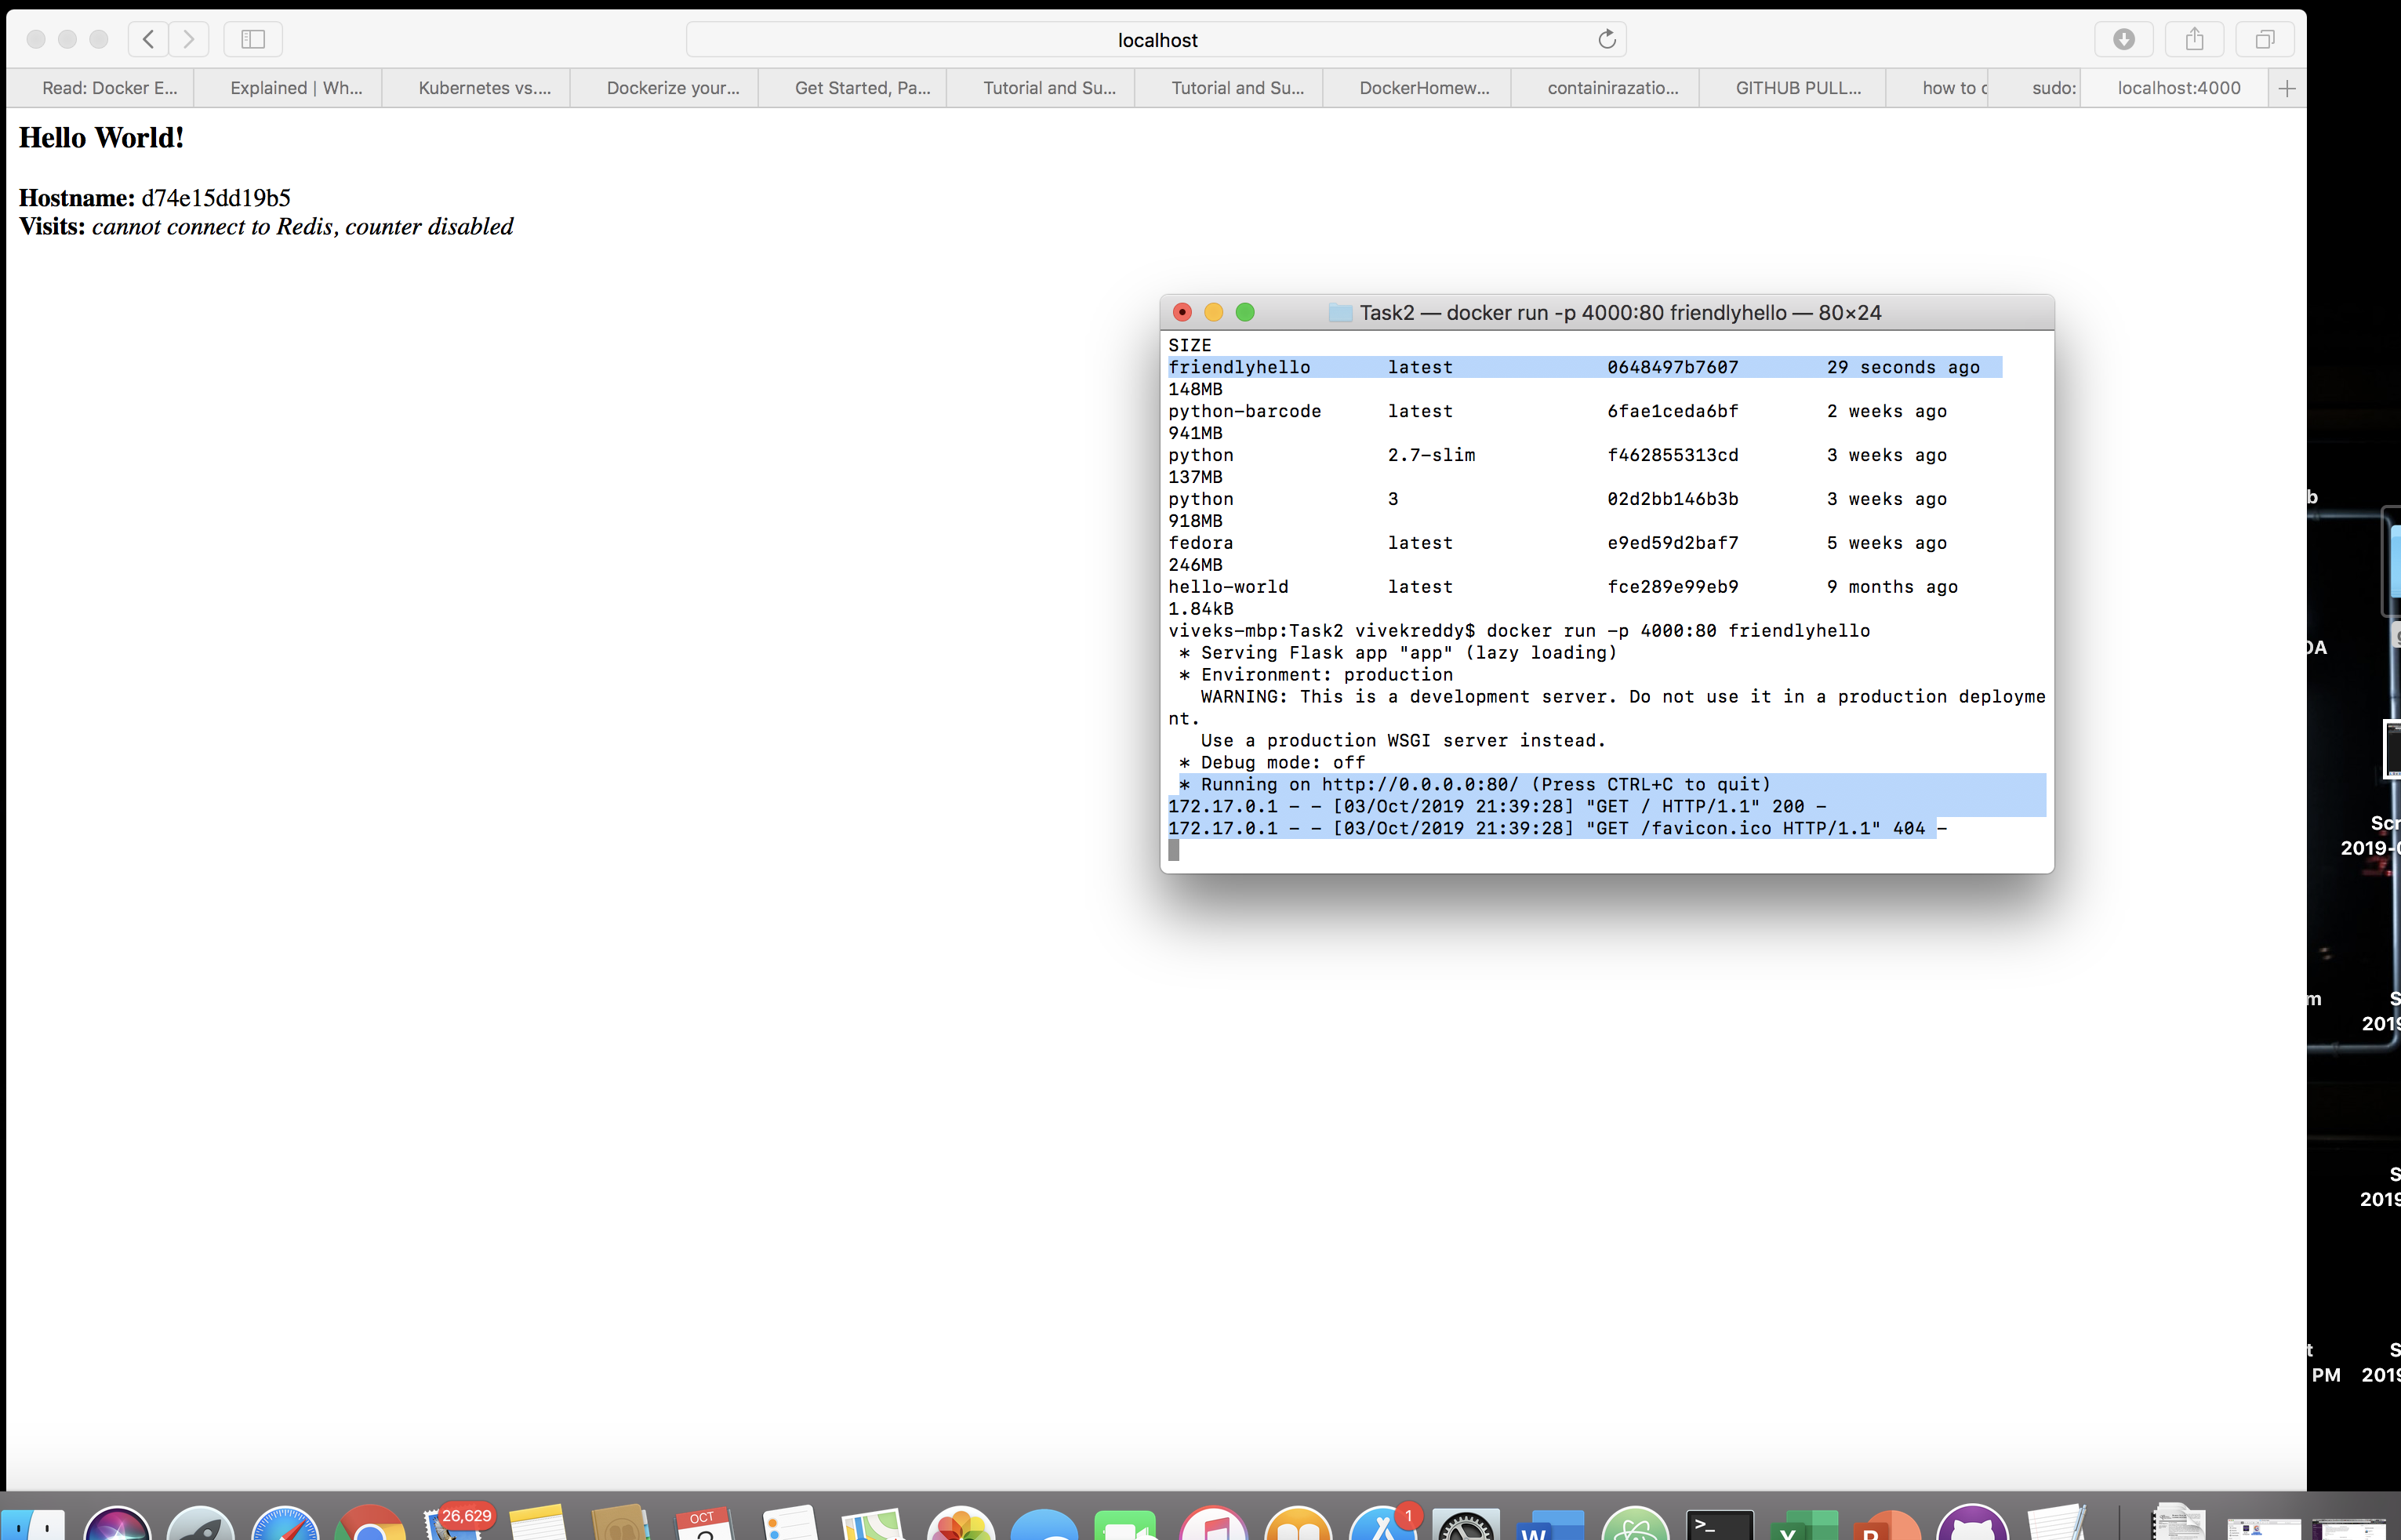 localhost
Read: Docker E...
Explained | Wh...
Kubernetes vs....
Dockerize your...
Get Started, Pa...
Tutorial and Su...
Tutorial and Su...
DockerHomew...
containirazatio...
GITHUB PULL...
how to
sudo:
localhost:4000
Hello World!
Hostname: d74e15dd19b5
Visits: cannot connect to Redis, counter disabled
Task2 — docker run -p 4000:80 friendlyhello — 80×24
SIZE
friendlyhello latest 0648497b7607 29 seconds ago
148MB
python-barcode latest 6fae1ceda6bf 2 weeks ago
941MB
python 2.7-slim f462855313cd 3 weeks ago
137MB
python 3 02d2bb146b3b 3 weeks ago
918MB
fedora latest e9ed59d2baf7 5 weeks ago
246MB
hello-world latest fce289e99eb9 9 months ago
1.84kB
viveks-mbp:Task2 vivekreddy$ docker run -p 4000:80 friendlyhello
* Serving Flask app "app" (lazy loading)
* Environment: production
WARNING: This is a development server. Do not use it in a production deployme
nt.
Use a production WSGI server instead.
* Debug mode: off
* Running on http://0.0.0.0:80/ (Press CTRL+C to quit)
172.17.0.1 - - [03/Oct/2019 21:39:28] "GET / HTTP/1.1" 200 -
172.17.0.1 - - [03/Oct/2019 21:39:28] "GET /favicon.ico HTTP/1.1" 404 -
PM
26,629
OCT
1